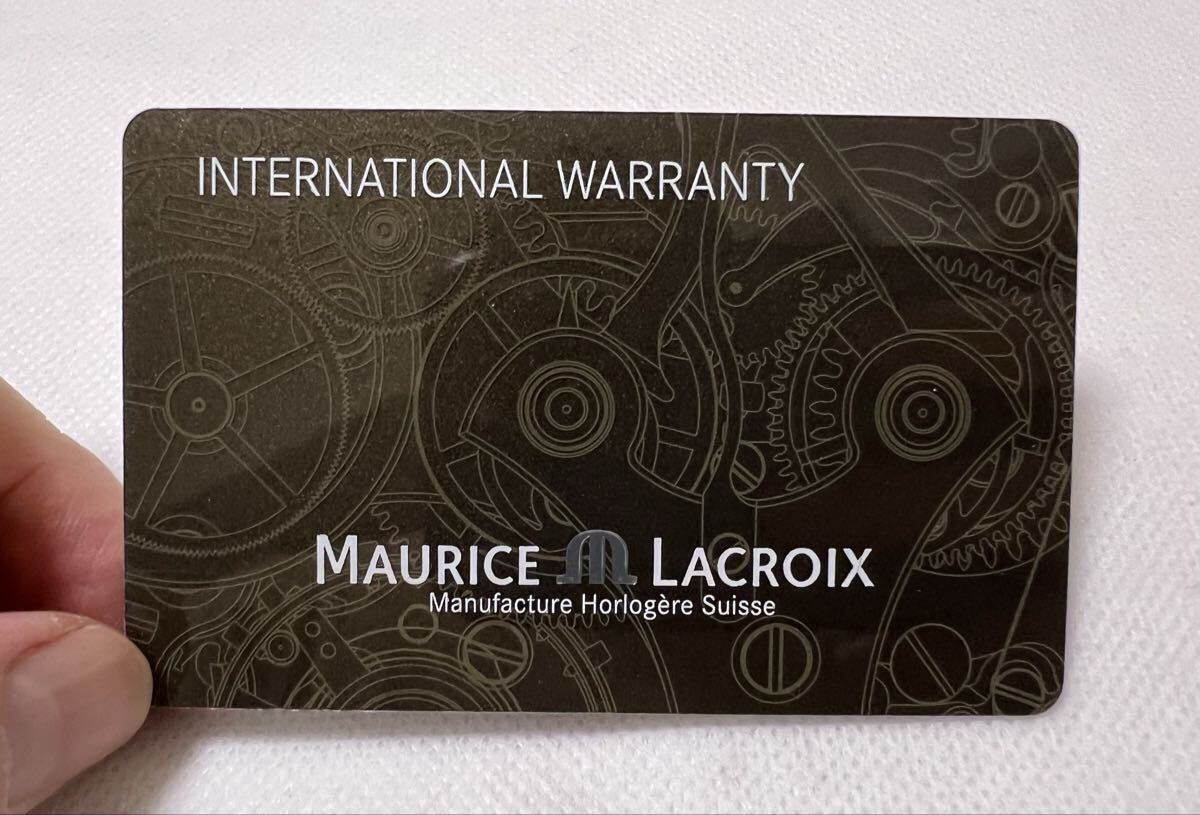 INTERNATIONAL WARRANTY
MAURICE LACROIX
Manufacture Horlogère Suisse